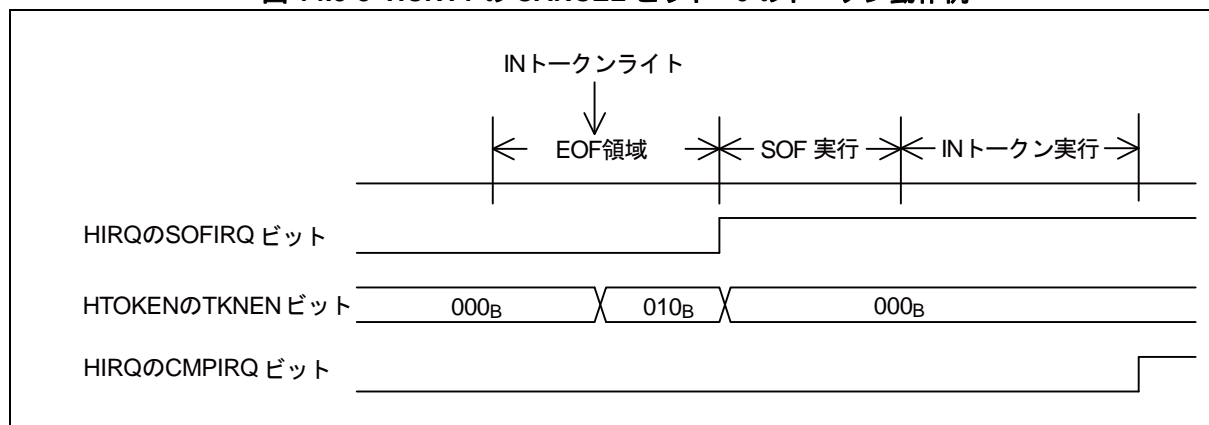 INトークンライト
EOF領域 SOF 実行 INトークン実行
HIRQのSOFIRQ ビット
HTOKENのTKNEN ビット 000B 010B 000B
HIRQのCMPIRQ ビット